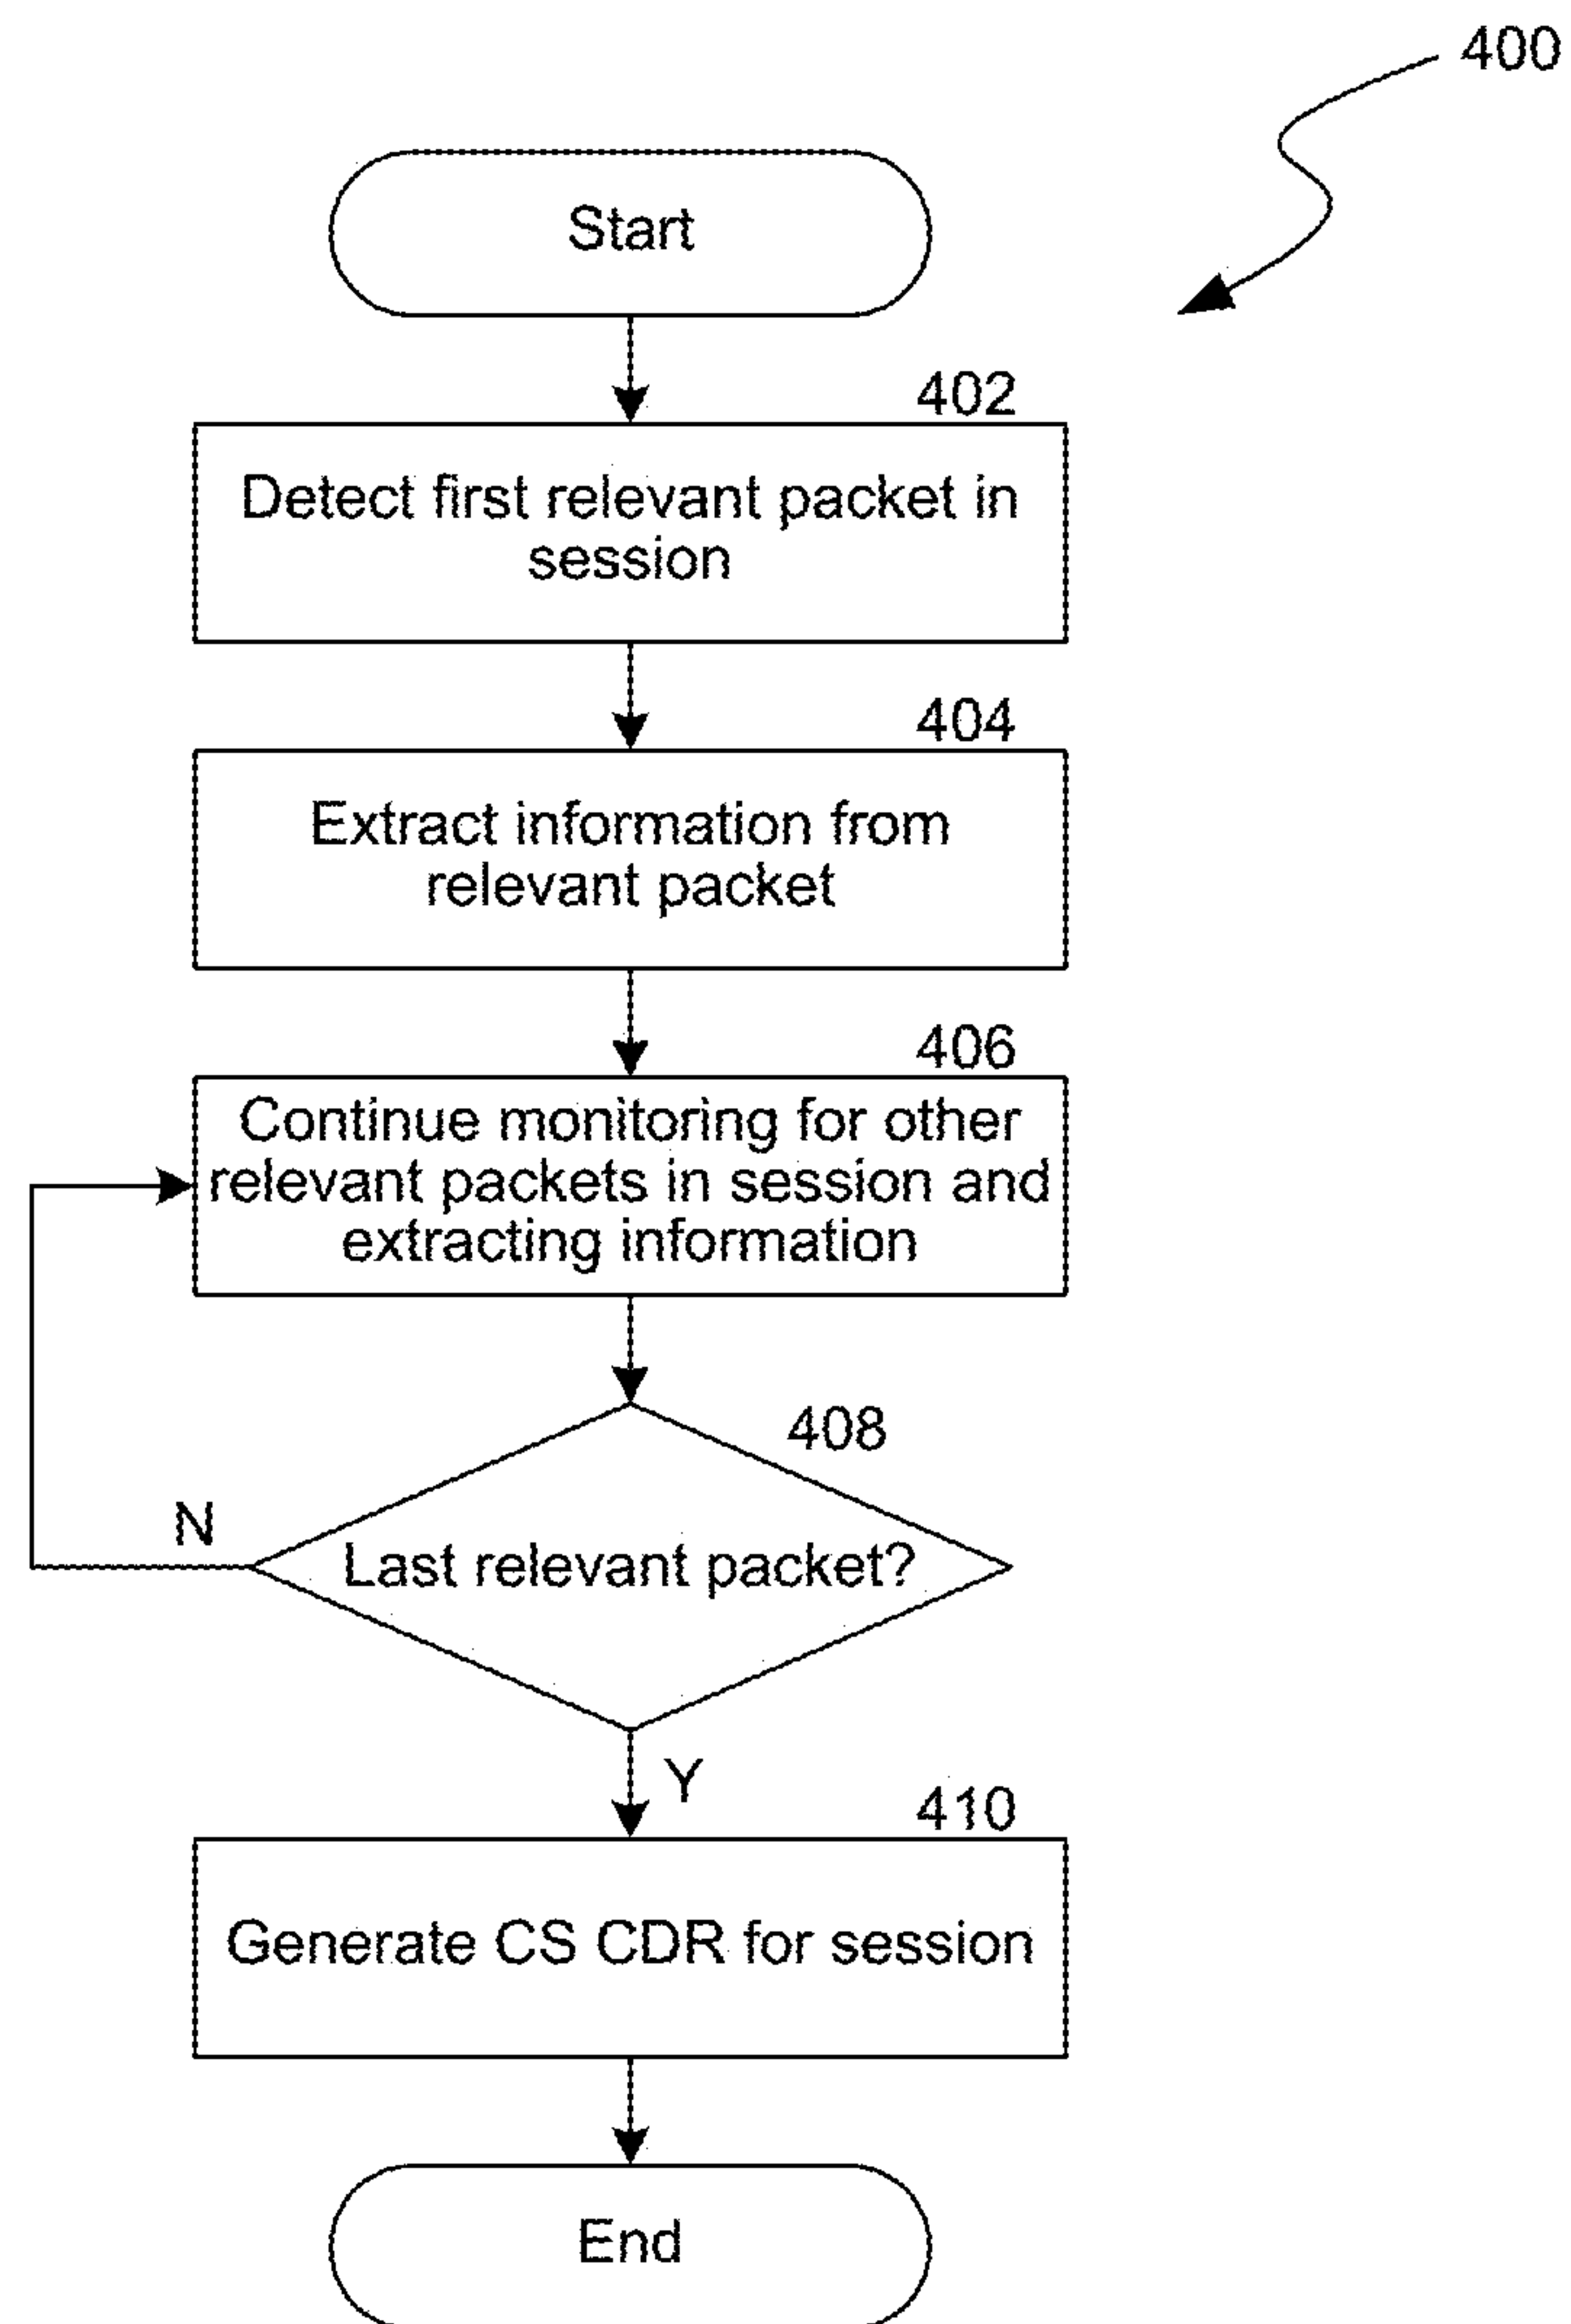 400
Start
402
Detect first relevant packet in
session
404
Extract information from
relevant packet
406
Continue monitoring for other
relevant packets in session and
extracting information
408
N
Last relevant packet?
Y
410
Generate CS CDR for session
End